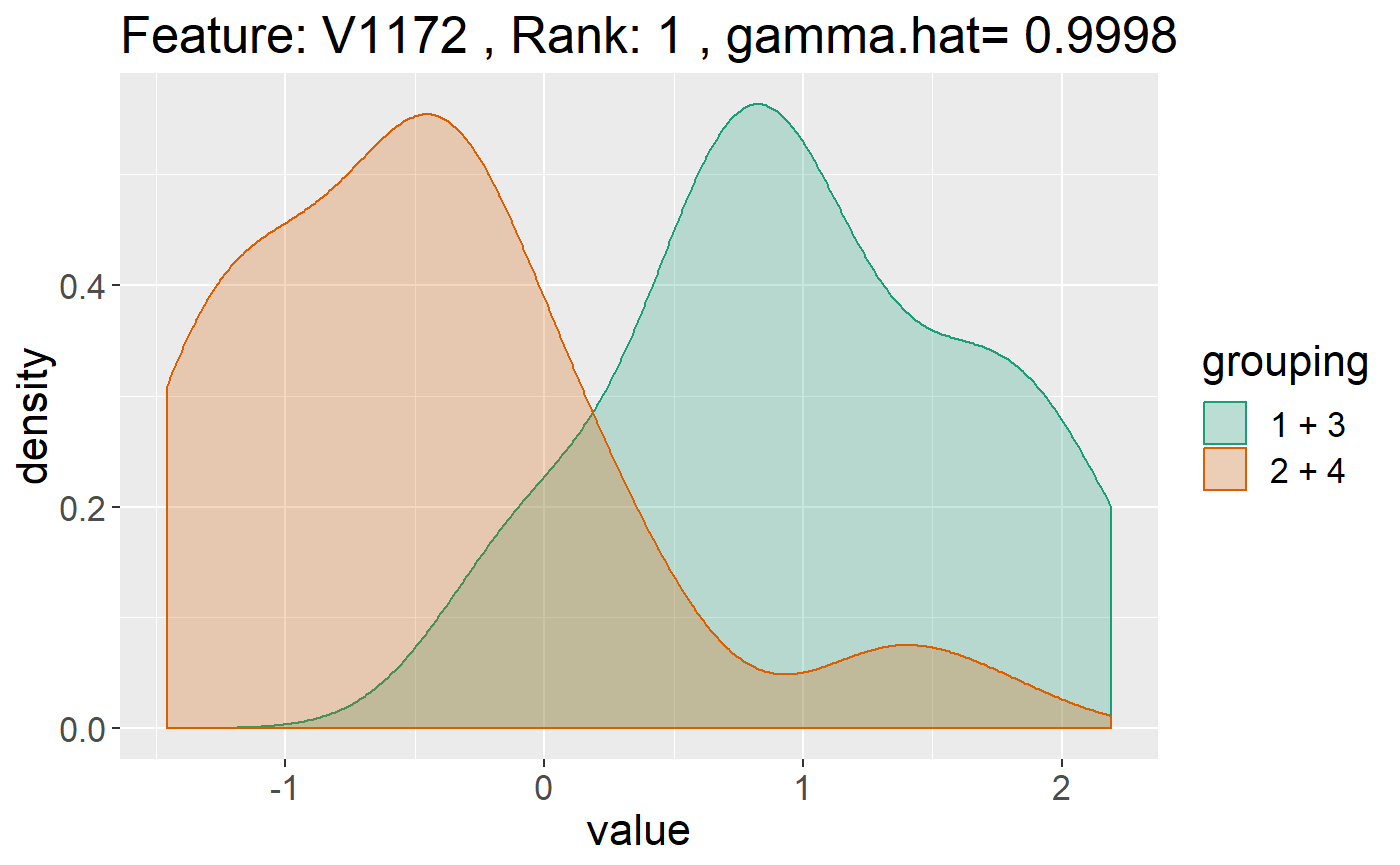 Feature: V1172 , Rank: 1 , gamma.hat= 0.9998
density
0.4
0.2
0.0
-1
0
1
2
value
grouping
1 + 3
2 + 4